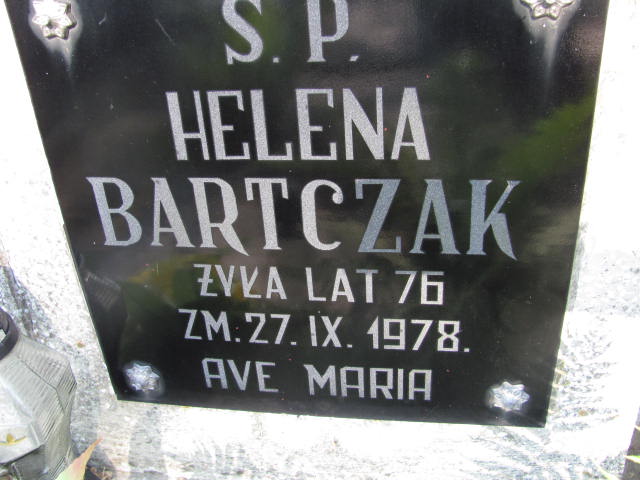 Ś. P.
HELENA
BARTCZAK
ŻYŁA LAT 76
ZM. 27. IX. 1978.
AVE MARIA